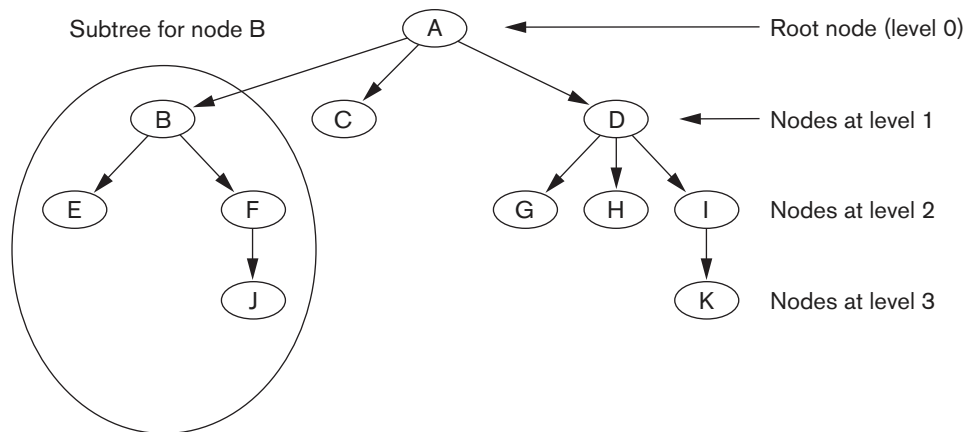 Subtree for node B
A
Root node (level 0)
B
C
D
Nodes at level 1
E
F
G
H
I
Nodes at level 2
J
K
Nodes at level 3